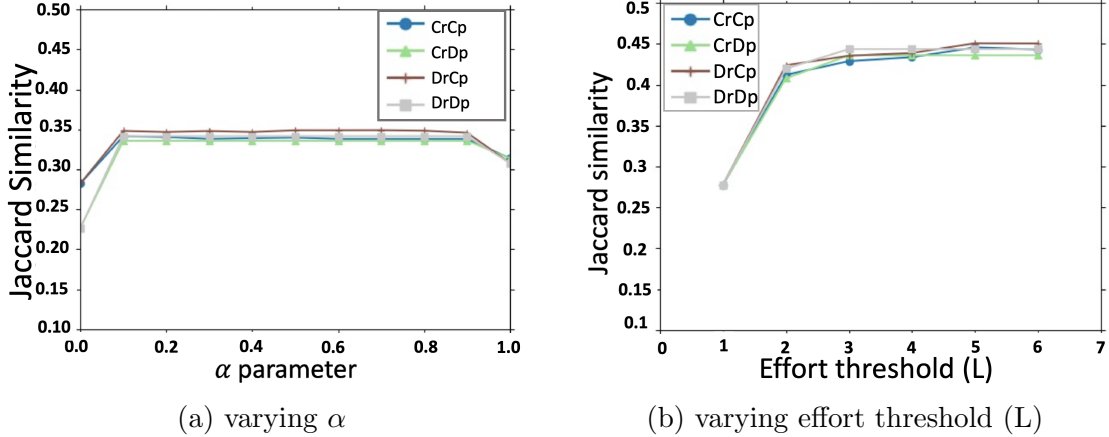 0.50
0.45
0.40
0.35
0.30
0.25
0.20
0.15
0.10
Jaccard Similarity
CrCp
CrDp
DrCp
DrDp
0.0 0.2 0.4 0.6 0.8 1.0
α parameter
(a) varying α
0.5
0.45
0.4
0.35
0.3
0.25
0.2
0.15
0.1
Jaccard similarity
CrCp
CrDp
DrCp
DrDp
0 1 2 3 4 5 6 7
Effort threshold (L)
(b) varying effort threshold (L)